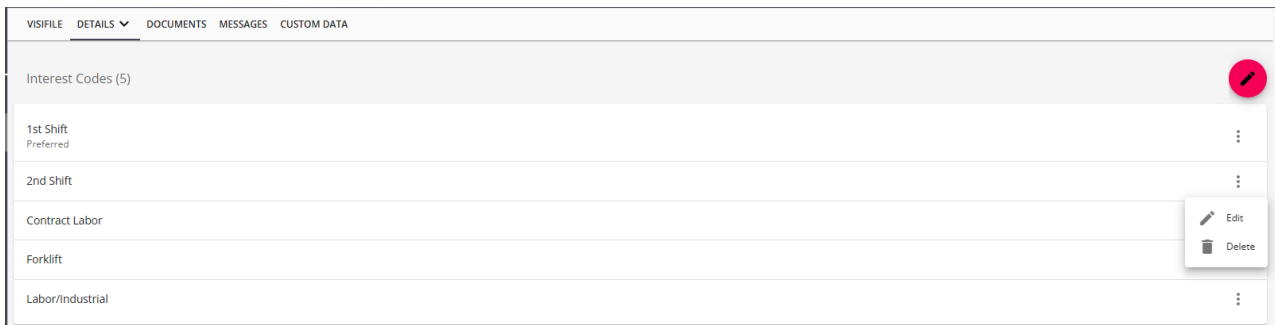 VISIFILE DETAILS DOCUMENTS MESSAGES CUSTOM DATA
Interest Codes (5)
1st Shift
Preferred
2nd Shift
Contract Labor
Edit
Forklift
Delete
Labor/Industrial